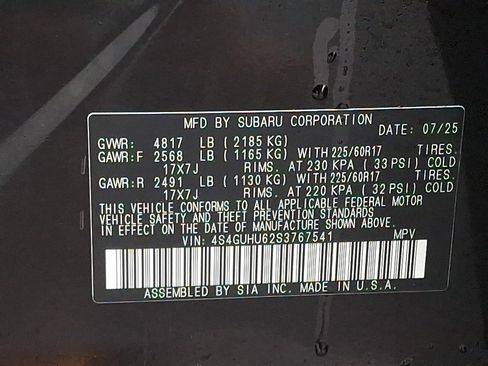 MFD BY SUBARU CORPORATION
DATE: 07/25
GVWR: 4817 LB ( 2185 KG)
GAWR:F 2568 LB ( 1165 KG) WITH 225/60R17 TIRES.
17X7J RIMS. AT 230 KPA ( 33 PSI) COLD
GAWR:R 2491 LB ( 1130 KG) WITH 225/60R17 TIRES.
17X7J RIMS. AT 220 KPA ( 32 PSI) COLD
THIS VEHICLE CONFORMS TO ALL APPLICABLE FEDERAL MOTOR
VEHICLE SAFETY AND THEFT PREVENTION STANDARDS
IN EFFECT ON THE DATE OF MANUFACTURE SHOWN ABOVE.
VIN: 4S4GUHU62S3767541 MPV
ASSEMBLED BY SIA INC. MADE IN U.S.A.